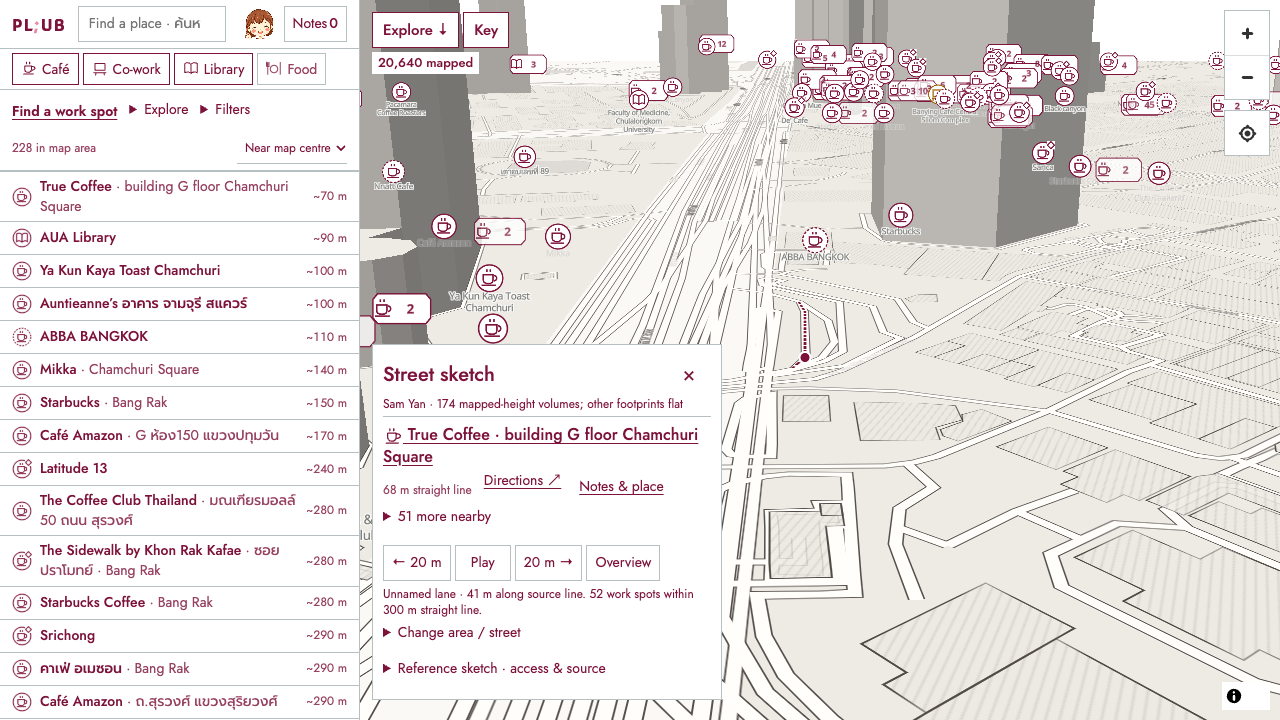 PL:UB
Find a place · ค้นห
Notes 0
Café
Co-work
Library
Food
Find a work spot
Explore
Filters
228 in map area
Near map centre
True Coffee · building G floor Chamchuri Square
~70 m
AUA Library
~90 m
Ya Kun Kaya Toast Chamchuri
~100 m
Auntieanne's อาคาร จามจุรี สแควร์
~100 m
ABBA BANGKOK
~110 m
Mikka · Chamchuri Square
~140 m
Starbucks · Bang Rak
~150 m
Café Amazon · G ห้อง150 แขวงปทุมวัน
~170 m
Latitude 13
~240 m
The Coffee Club Thailand · มณเฑียรมอลล์ 50 ถนน สุรวงศ์
~280 m
The Sidewalk by Khon Rak Kafae · ซอย ปราโมทย์ · Bang Rak
~280 m
Starbucks Coffee · Bang Rak
~280 m
Srichong
~290 m
คาเฟ่ อเมซอน · Bang Rak
~290 m
Café Amazon · ถ.สุรวงศ์ แขวงสุริยวงศ์
~290 m
Explore ↓
Key
20,640 mapped
12
3
2
4
Pacamara
Coffee Roasters
Faculty of Medicine,
Chulalongkorn
University
45
2
Black canyon
2
Starbucks
ABBA BANGKOK
2
Café Amazon
Mikka
Ya Kun Kaya Toast
Chamchuri
2
Street sketch
×
Sam Yan · 174 mapped-height volumes; other footprints flat
True Coffee · building G floor Chamchuri
Square
68 m straight line
Directions ↗
Notes & place
51 more nearby
← 20 m
Play
20 m →
Overview
Unnamed lane · 41 m along source line. 52 work spots within
300 m straight line.
Change area / street
Reference sketch · access & source